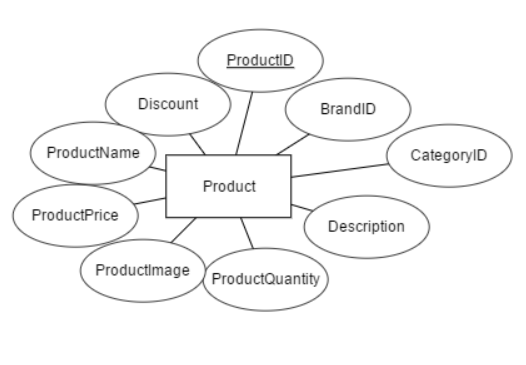 ProductID
Discount
BrandID
ProductName
CategoryID
Product
ProductPrice
Description
ProductImage
ProductQuantity